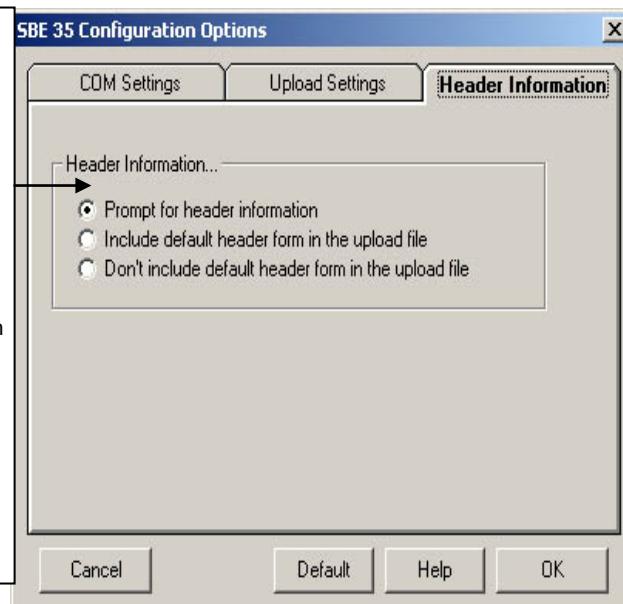 SBE 35 Configuration Options
COM Settings
Upload Settings
Header Information
Header Information...
Prompt for header information
Include default header form in the upload file
Don't include default header form in the upload file
Cancel
Default
Help
OK